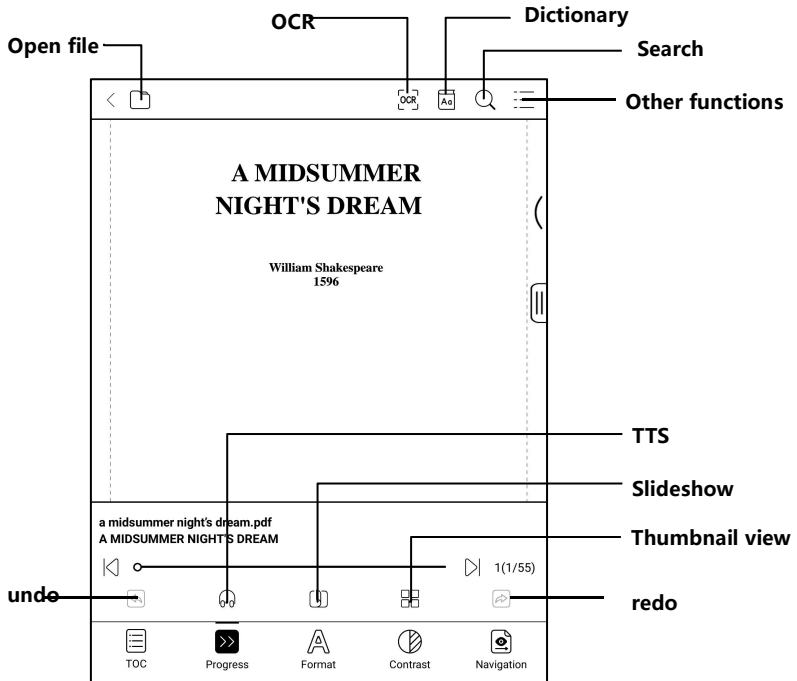 OCR
Dictionary
Open file
Search
OCR
Aa
Other functions
A MIDSUMMER
NIGHT'S DREAM
William Shakespeare
1596
TTS
Slideshow
a midsummer night's dream.pdf
A MIDSUMMER NIGHT'S DREAM
Thumbnail view
1(1/55)
undo
redo
TOC
Progress
Format
Contrast
Navigation